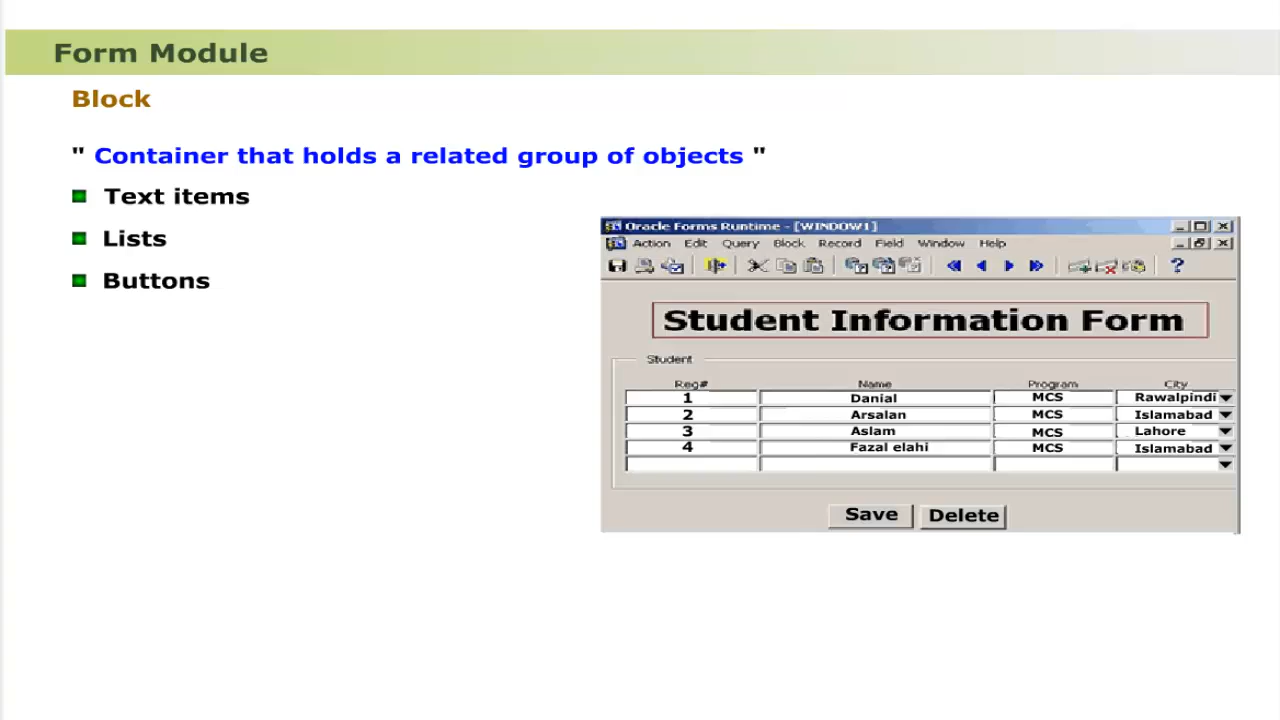 Form Module
Block
" Container that holds a related group of objects "
Text items
Lists
Buttons
Oracle Forms Runtime - [WINDOW1]
Action Edit Query Block Record Field Window Help
Student Information Form
Student
Reg# Name Program City
1 Danial MCS Rawalpindi
2 Arsalan MCS Islamabad
3 Aslam MCS Lahore
4 Fazal elahi MCS Islamabad
Save Delete